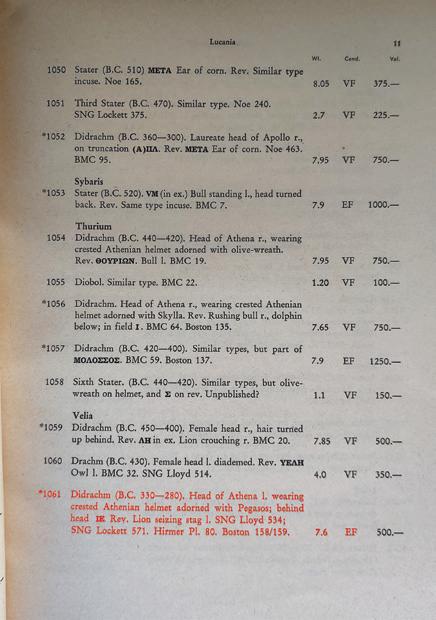 Lucania 11
Wt. Cond. Val.
1050 Stater (B.C. 510) META Ear of corn. Rev. Similar type
incuse. Noe 165. 8.05 VF 375.—
1051 Third Stater (B.C. 470). Similar type. Noe 240.
SNG Lockett 375. 2.7 VF 225.—
*1052 Didrachm (B.C. 360—300). Laureate head of Apollo r.,
on truncation (Α)ΠΛ. Rev. META Ear of corn. Noe 463.
BMC 95. 7,95 VF 750.—
Sybaris
*1053 Stater (B.C. 520). VM (in ex.) Bull standing l., head turned
back. Rev. Same type incuse. BMC 7. 7.9 EF 1000.—
Thurium
1054 Didrachm (B.C. 440—420). Head of Athena r., wearing
crested Athenian helmet adorned with olive-wreath.
Rev. ΘΟΥΡΙΩΝ. Bull l. BMC 19. 7.95 VF 750.—
1055 Diobol. Similar type. BMC 22. 1.20 VF 100.—
*1056 Didrachm. Head of Athena r., wearing crested Athenian
helmet adorned with Skylla. Rev. Rushing bull r., dolphin
below; in field I. BMC 64. Boston 135. 7.65 VF 750.—
*1057 Didrachm (B.C. 420—400). Similar types, but part of
ΜΟΛΟΣΣΟΣ. BMC 59. Boston 137. 7.9 EF 1250.—
1058 Sixth Stater. (B.C. 440—420). Similar types, but olive-
wreath on helmet, and Σ on rev. Unpublished? 1.1 VF 150.—
Velia
*1059 Didrachm (B.C. 450—400). Female head r., hair turned
up behind. Rev. ΛΗ in ex. Lion crouching r. BMC 20. 7.85 VF 500.—
1060 Drachm (B.C. 430). Female head l. diademed. Rev. ΥΕΛΗ
Owl l. BMC 32. SNG Lloyd 514. 4.0 VF 350.—
*1061 Didrachm (B.C. 330—280). Head of Athena l. wearing
crested Athenian helmet adorned with Pegasos; behind
head IE Rev. Lion seizing stag l. SNG Lloyd 534;
SNG Lockett 571. Hirmer Pl. 80. Boston 158/159. 7.6 EF 500.—